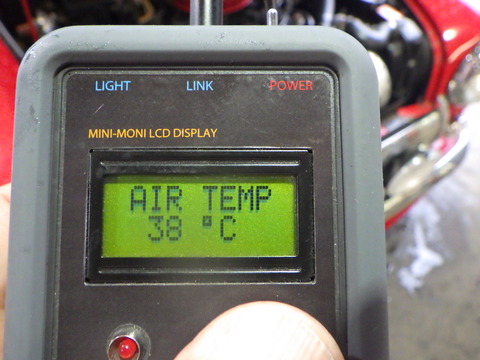 LIGHT LINK POWER
MINI-MONI LCD DISPLAY
AIR TEMP
38 °C